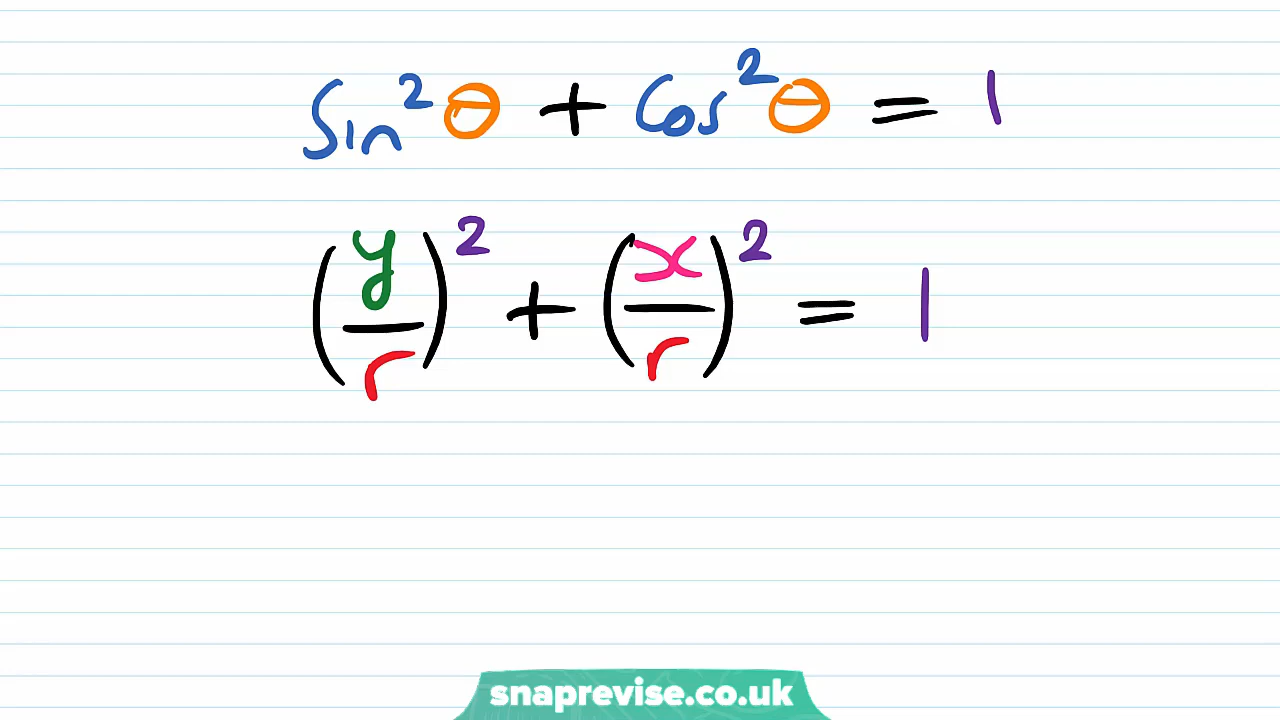 Sin²θ + Cos²θ = 1
(y/r)² + (x/r)² = 1
snaprevise.co.uk